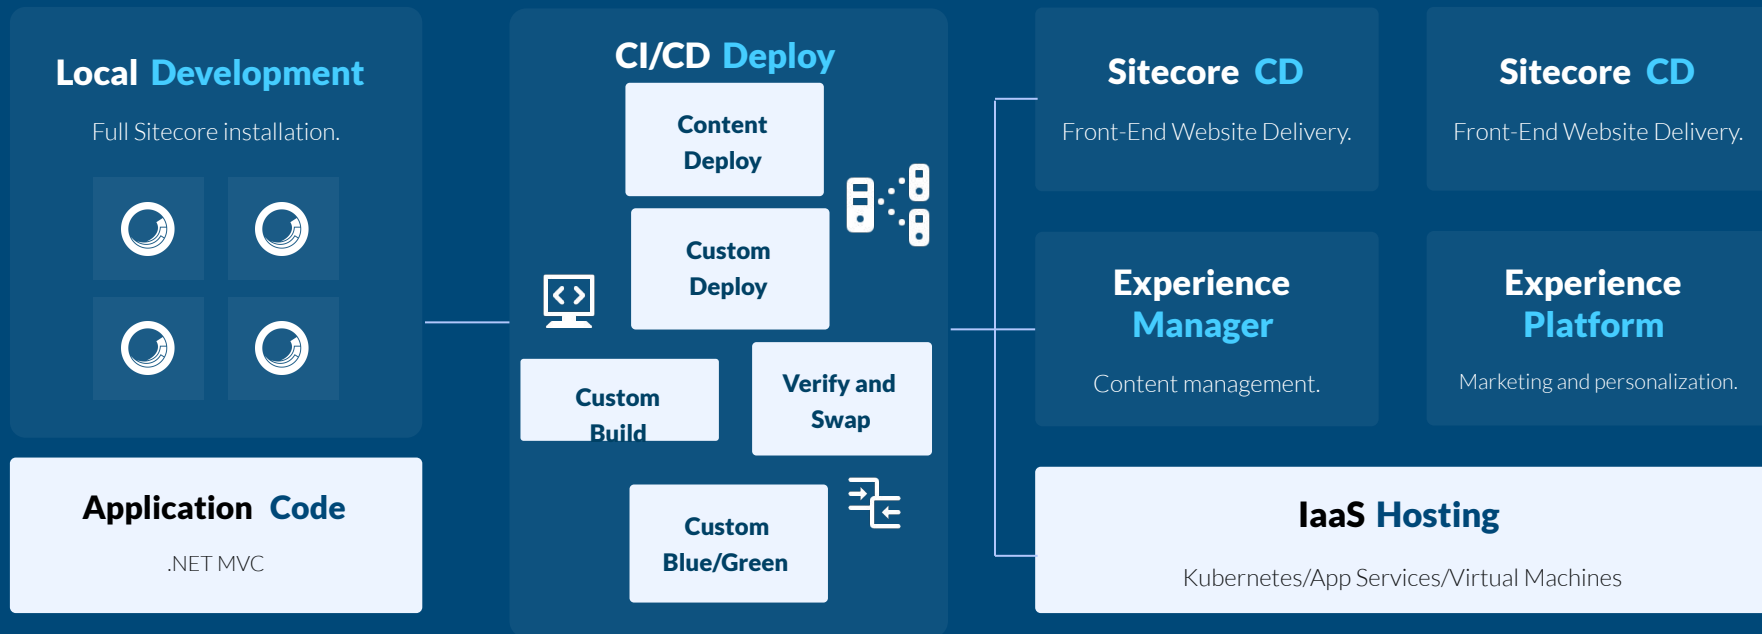 Local Development
Full Sitecore installation.
Application Code
.NET MVC
CI/CD Deploy
Content
Deploy
Custom
Deploy
Custom
Build
Verify and
Swap
Custom
Blue/Green
Sitecore CD
Front-End Website Delivery.
Sitecore CD
Front-End Website Delivery.
Experience
Manager
Content management.
Experience
Platform
Marketing and personalization.
IaaS Hosting
Kubernetes/App Services/Virtual Machines